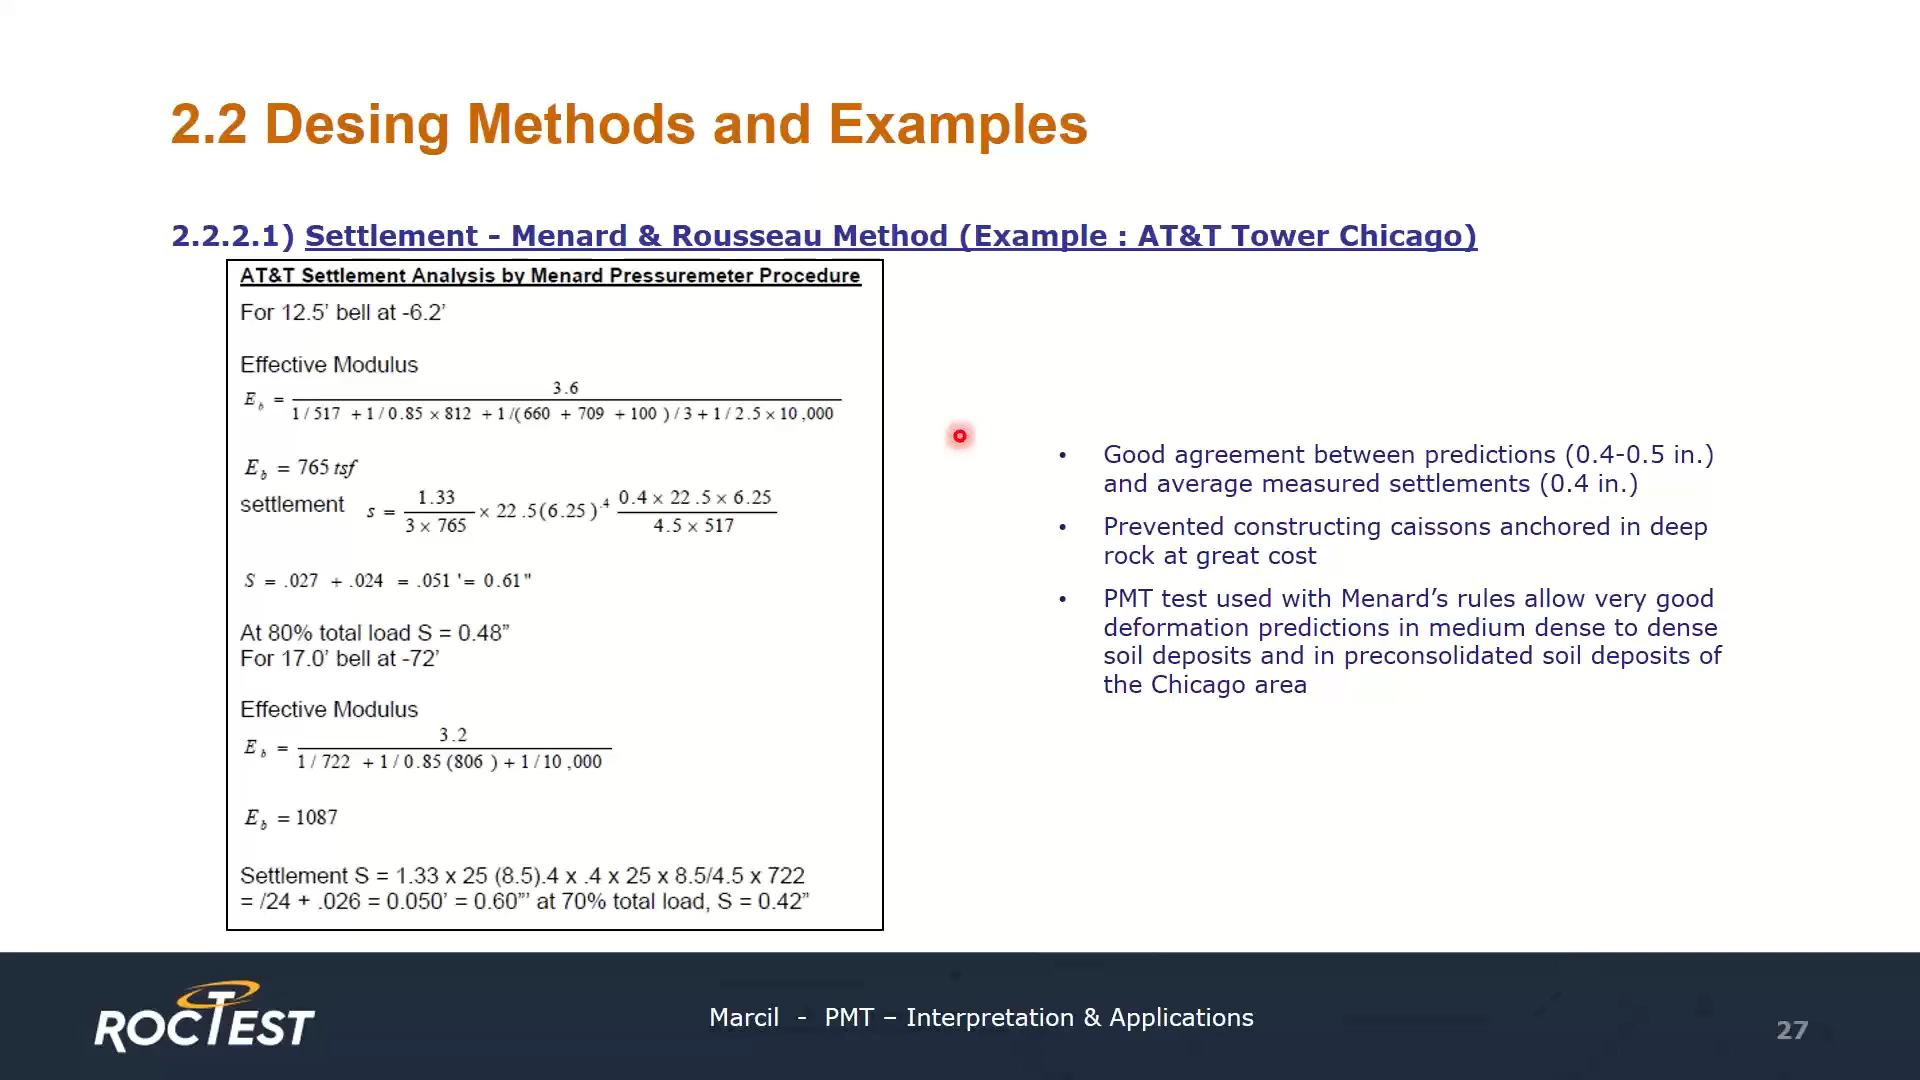 2.2 Desing Methods and Examples
2.2.2.1) Settlement - Menard & Rousseau Method (Example : AT&T Tower Chicago)
AT&T Settlement Analysis by Menard Pressuremeter Procedure
For 12.5’ bell at -6.2’
Effective Modulus
E b = 3.6 / 1/517 + 1/0.85 × 812 + 1/(660 + 709 + 100)/3 + 1/2.5 × 10,000
E b = 765 tsf
settlement s = 1.33 / 3 × 765 × 22.5(6.25).4 0.4 × 22.5 × 6.25 / 4.5 × 517
S = .027 + .024 = .051 '= 0.61"
At 80% total load S = 0.48”
For 17.0’ bell at -72’
Effective Modulus
E b = 3.2 / 1/722 + 1/0.85(806) + 1/10,000
E b = 1087
Settlement S = 1.33 x 25 (8.5).4 x .4 x 25 x 8.5/4.5 x 722
= /24 + .026 = 0.050’ = 0.60”’ at 70% total load, S = 0.42”
• Good agreement between predictions (0.4-0.5 in.)
and average measured settlements (0.4 in.)
• Prevented constructing caissons anchored in deep
rock at great cost
• PMT test used with Menard’s rules allow very good
deformation predictions in medium dense to dense
soil deposits and in preconsolidated soil deposits of
the Chicago area
ROCTEST
Marcil - PMT – Interpretation & Applications
27